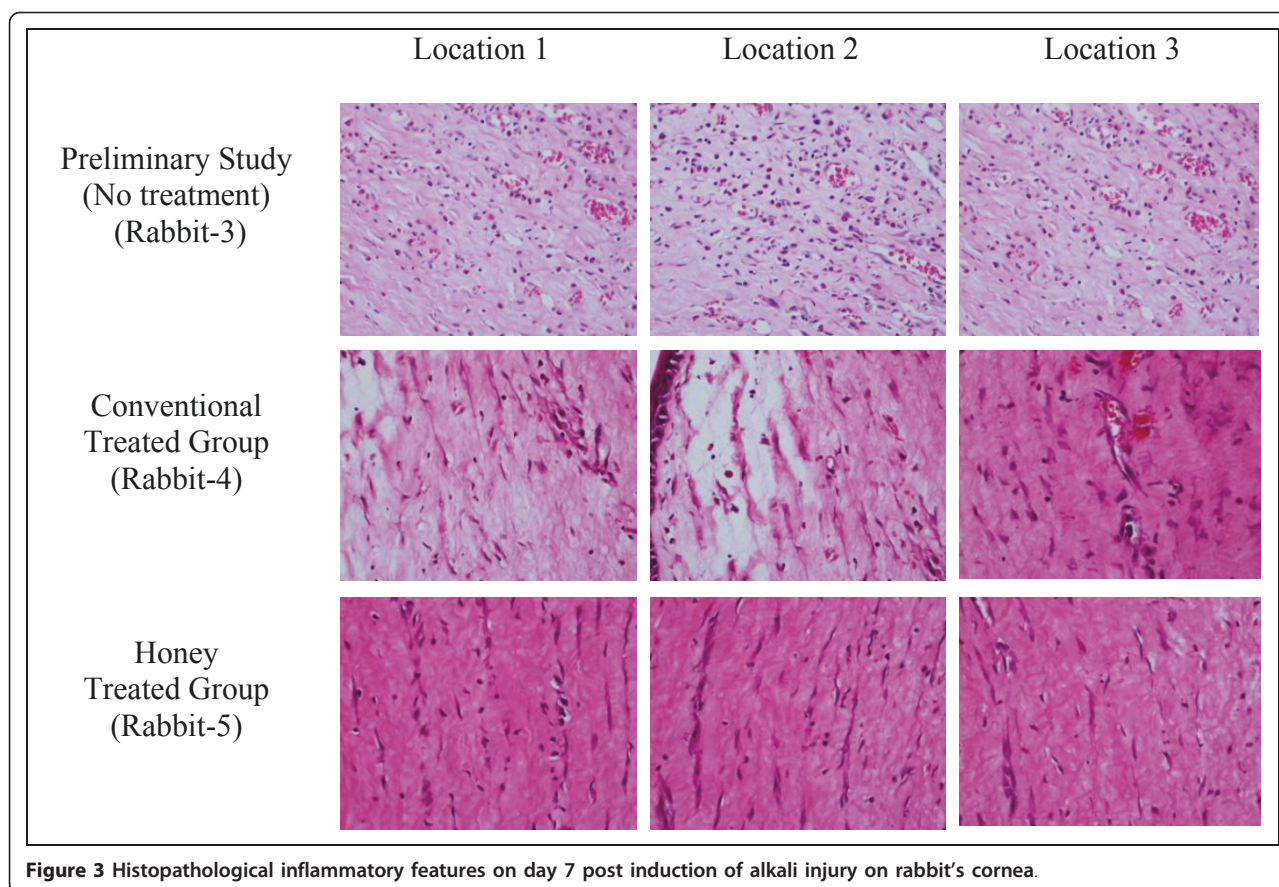 Location 1 Location 2 Location 3
Preliminary Study
(No treatment)
(Rabbit-3)
Conventional
Treated Group
(Rabbit-4)
Honey
Treated Group
(Rabbit-5)
Figure 3 Histopathological inflammatory features on day 7 post induction of alkali injury on rabbit's cornea.